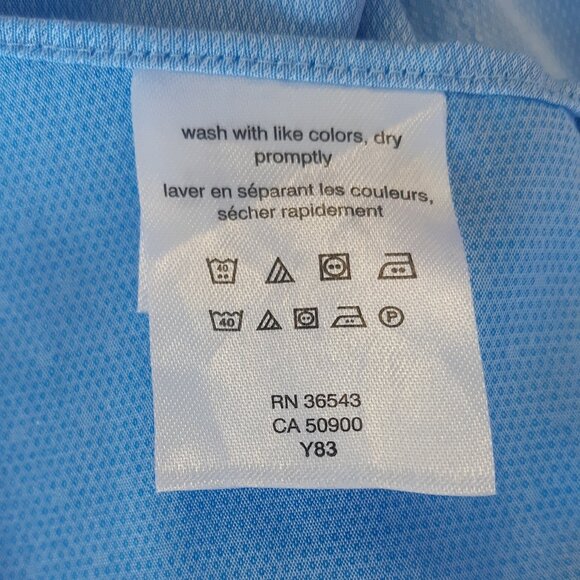 wash with like colors, dry
promptly
laver en séparant les couleurs,
sécher rapidement
40
40 P
RN 36543
CA 50900
Y83